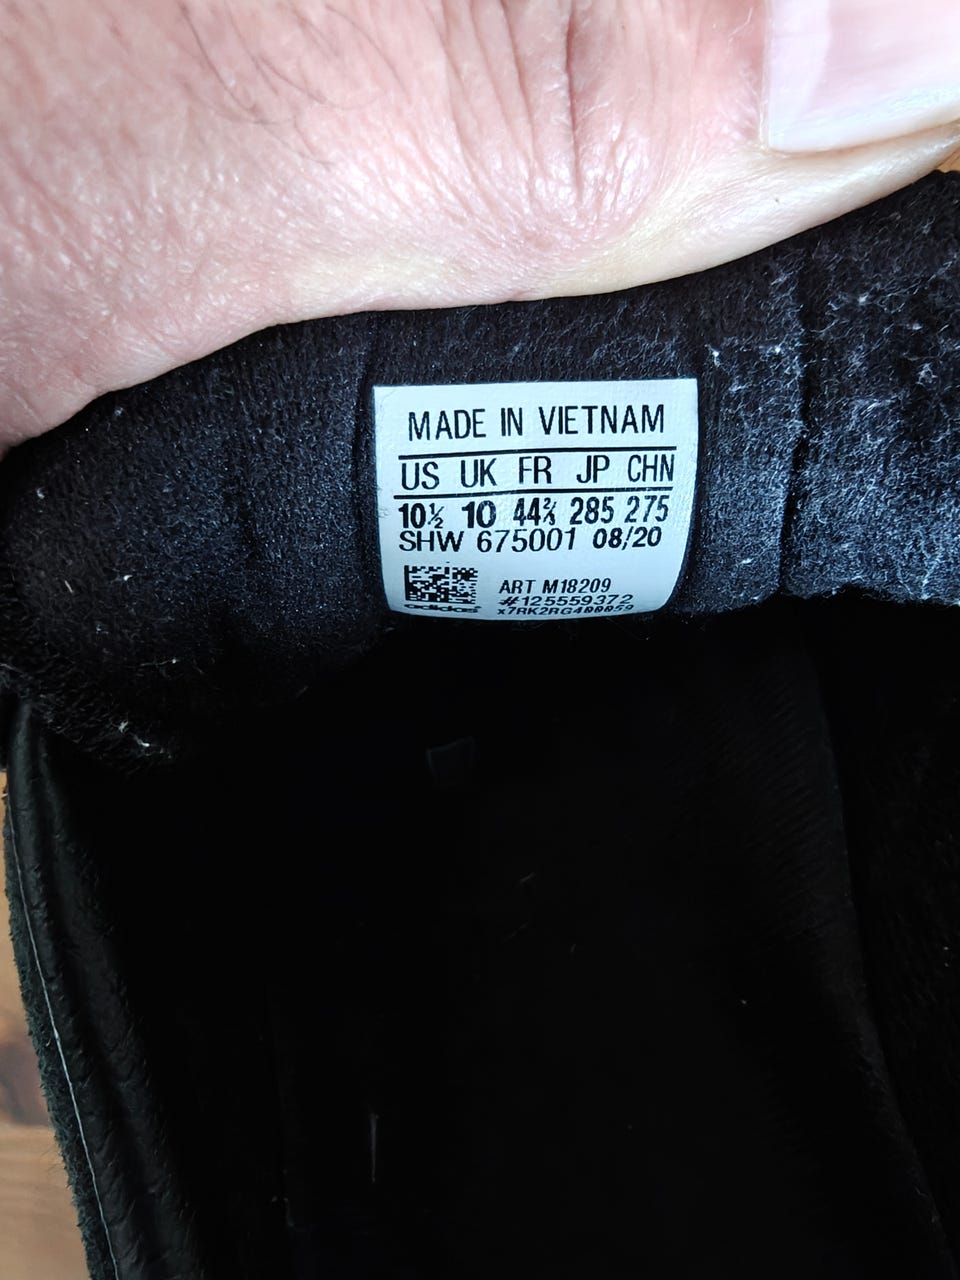 MADE IN VIETNAM
US UK FR JP CHN
10½ 10 44⅔ 285 275
SHW 675001 08/20
ART M18209
#125559372
adidas